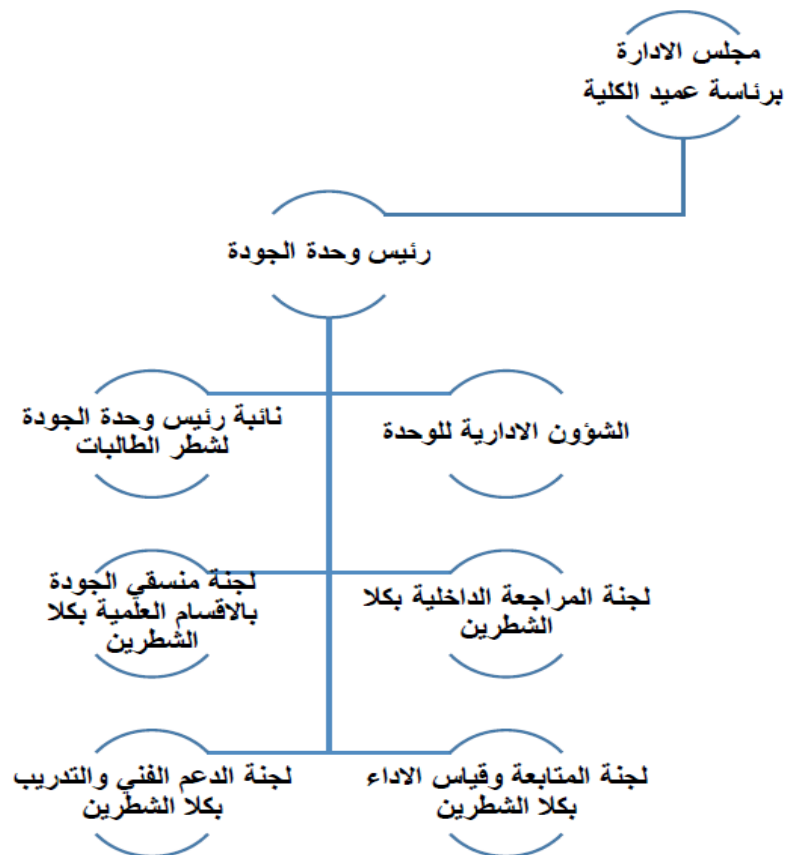 مجلس الادارة
برئاسة عميد الكلية
رئيس وحدة الجودة
الشؤون الادارية للوحدة
نائبة رئيس وحدة الجودة
لشطر الطالبات
لجنة المراجعة الداخلية بكلا
الشطرين
لجنة منسقي الجودة
بالاقسام العلمية بكلا
الشطرين
لجنة المتابعة وقياس الاداء
بكلا الشطرين
لجنة الدعم الفني والتدريب
بكلا الشطرين